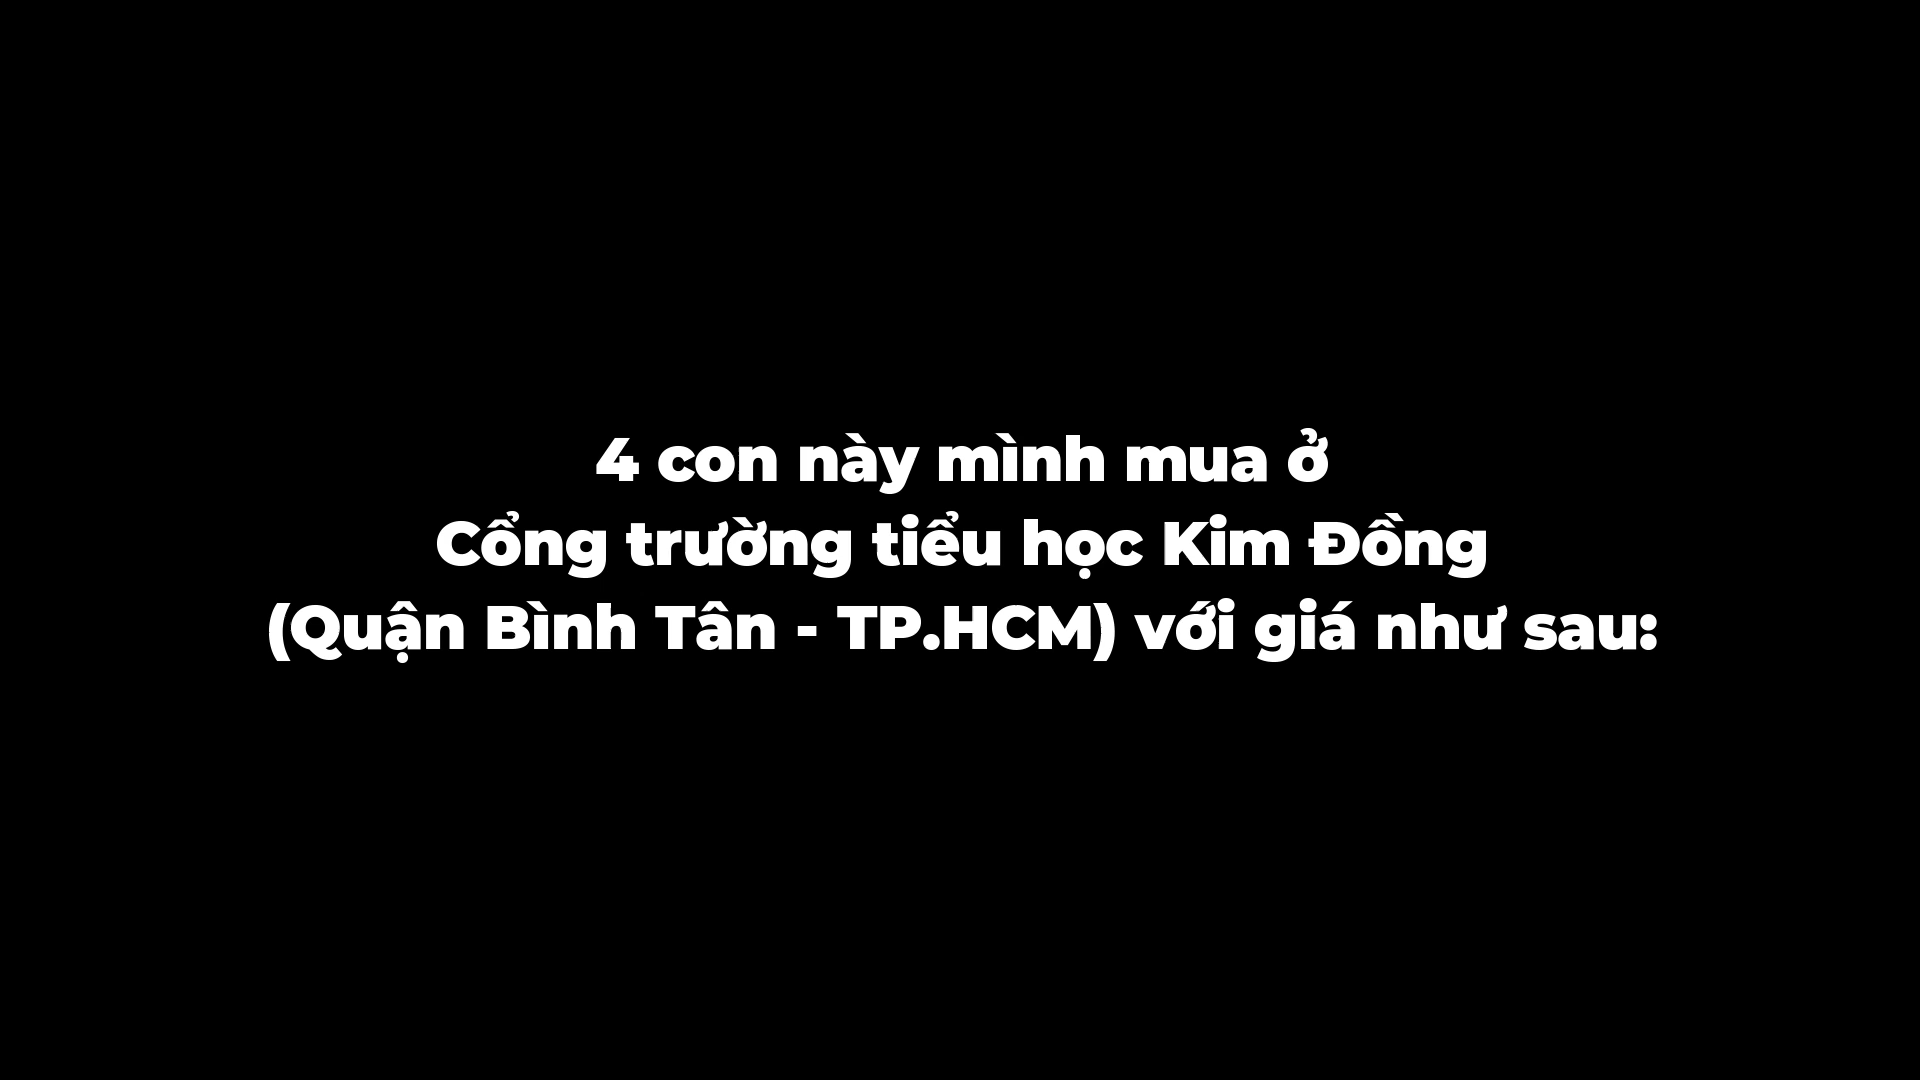 4 con này mình mua ở
Cổng trường tiểu học Kim Đồng
(Quận Bình Tân - TP.HCM) với giá như sau: